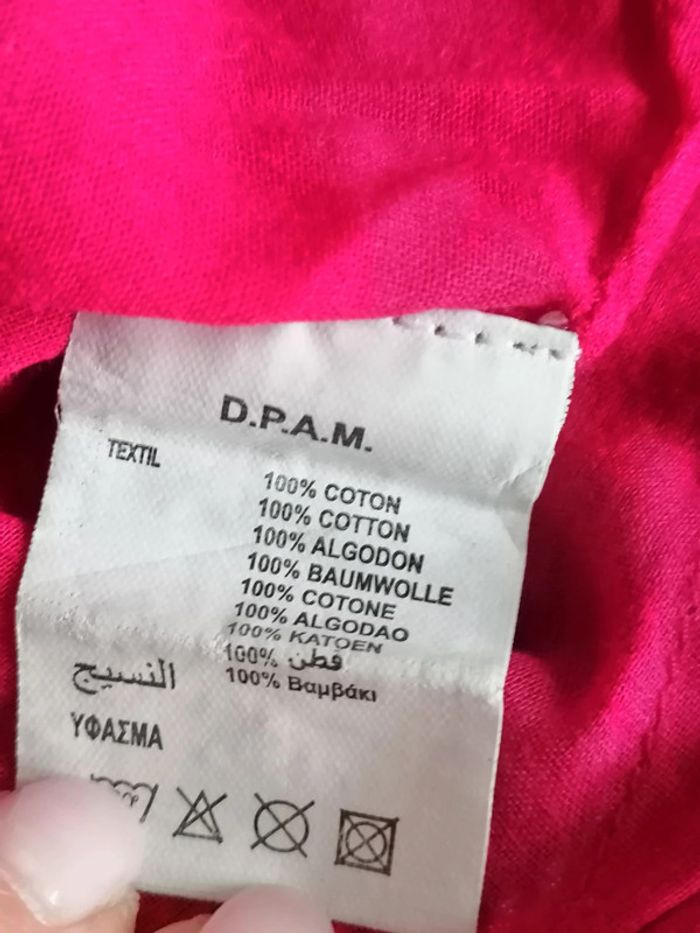 D.P.A.M.
TEXTIL
100% COTON
100% COTTON
100% ALGODON
100% BAUMWOLLE
100% COTONE
100% ALGODAO
100% KATOEN
100% قطن
النسيج
100% Βαμβάκι
ΥΦΑΣΜΑ